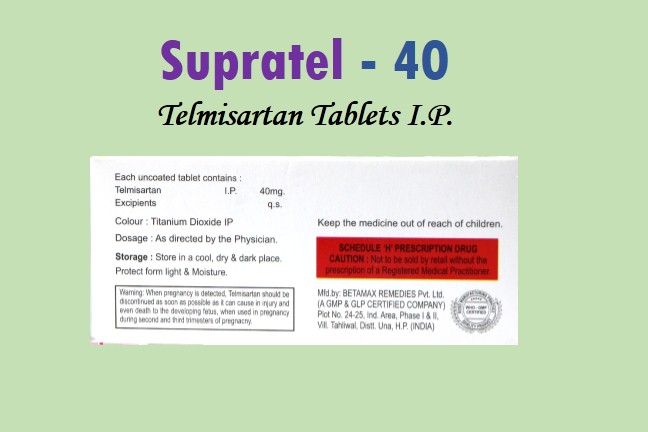 Supratel - 40
Telmisartan Tablets I.P.
Each uncoated tablet contains :
Telmisartan I.P. 40mg.
Excipients q.s.
Colour : Titanium Dioxide IP
Dosage : As directed by the Physician.
Storage : Store in a cool, dry & dark place.
Protect form light & Moisture.
Warning: When pregnancy is detected, Telmisartan should be
discontinued as soon as possible as it can cause in injury and
even death to the developing fetus, when used in pregnancy
during second and third trimesters of pregnacny.
Keep the medicine out of reach of children.
SCHEDULE 'H' PRESCRIPTION DRUG
CAUTION : Not to be sold by retail without the
prescription of a Registered Medical Practitioner.
Mfd.by: BETAMAX REMEDIES Pvt. Ltd.
(A GMP & GLP CERTIFIED COMPANY)
Plot No. 24-25, Ind. Area, Phase I & II,
Vill. Tahliwal, Distt. Una, H.P. (INDIA)
WHO - GMP
CERTIFIED